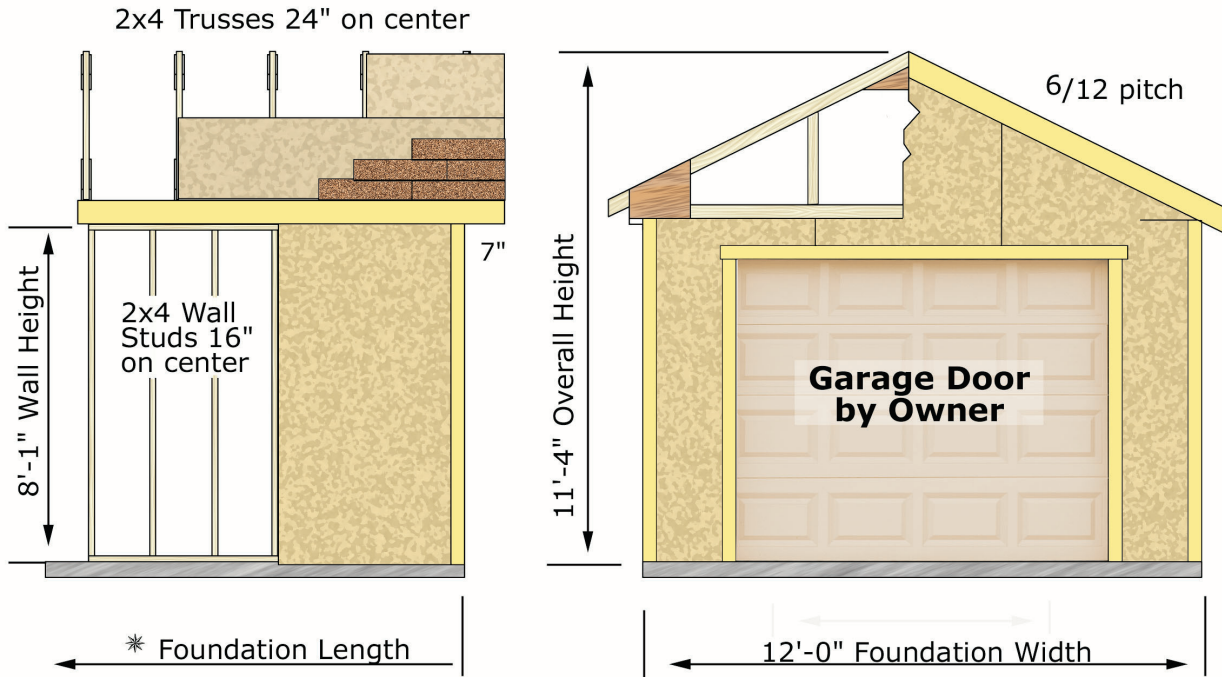 2x4 Trusses 24" on center
7"
8'-1" Wall Height
2x4 Wall
Studs 16"
on center
✴ Foundation Length
6/12 pitch
11'-4" Overall Height
Garage Door
by Owner
12'-0" Foundation Width